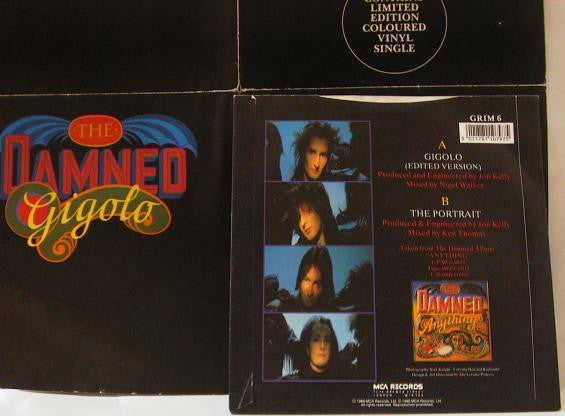 LIMITED
EDITION
COLOURED
VINYL
SINGLE
THE
DAMNED
Gigolo
GRIM 6
A
GIGOLO
(EDITED VERSION)
Produced and Engineered by Jon Kelly
Mixed by Nigel Walker
B
THE PORTRAIT
Produced & Engineered by Jon Kelly
Mixed by Ken Thomas
Taken from The Damned Album
"ANYTHING"
THE
DAMNED
Anything
MCA RECORDS
LONDON